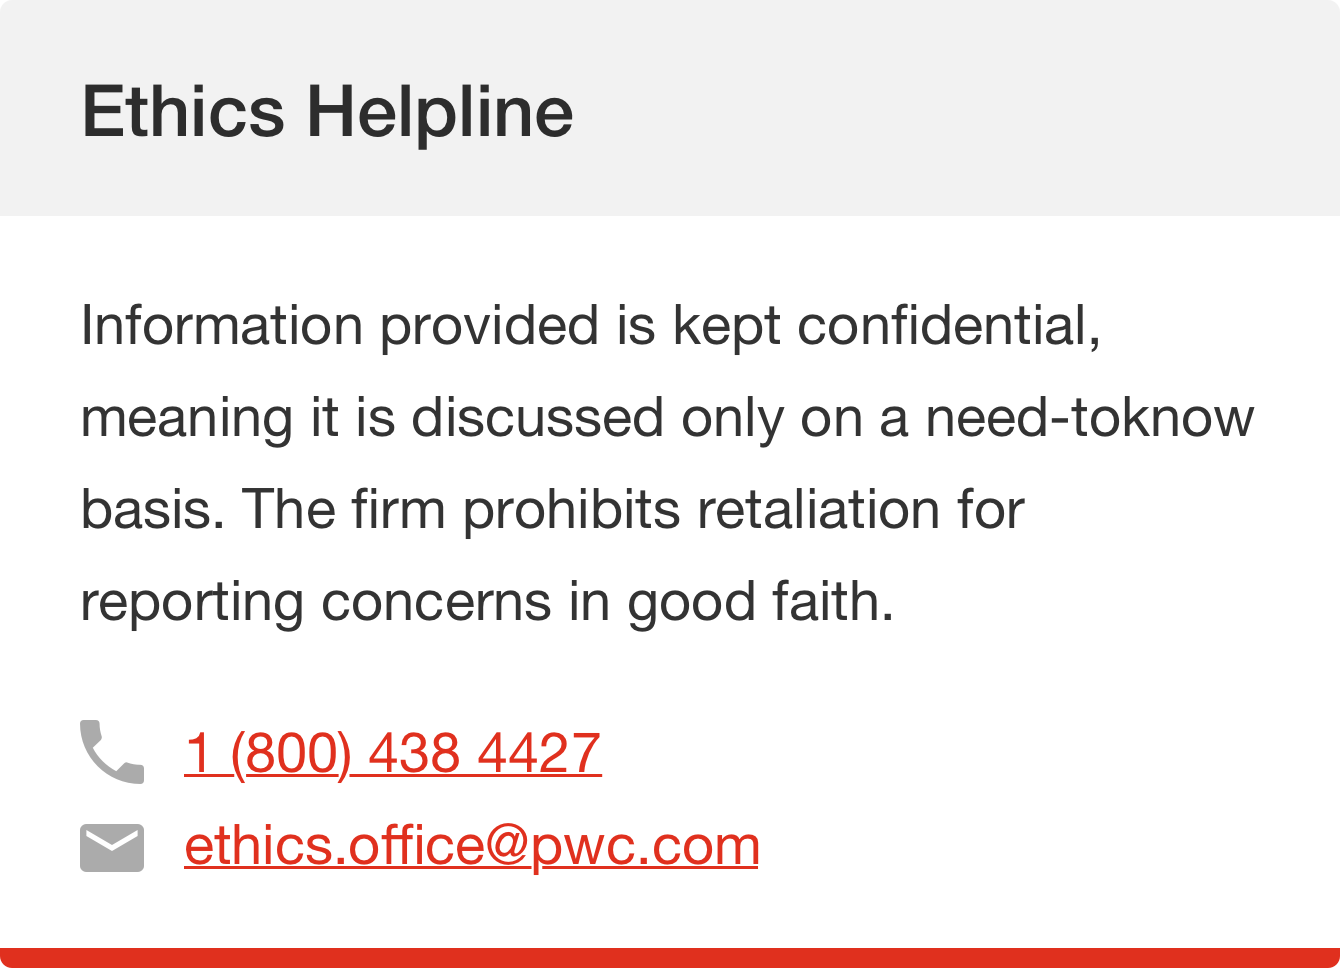 Ethics Helpline
Information provided is kept confidential,
meaning it is discussed only on a need-toknow
basis. The firm prohibits retaliation for
reporting concerns in good faith.
1 (800) 438 4427
ethics.office@pwc.com